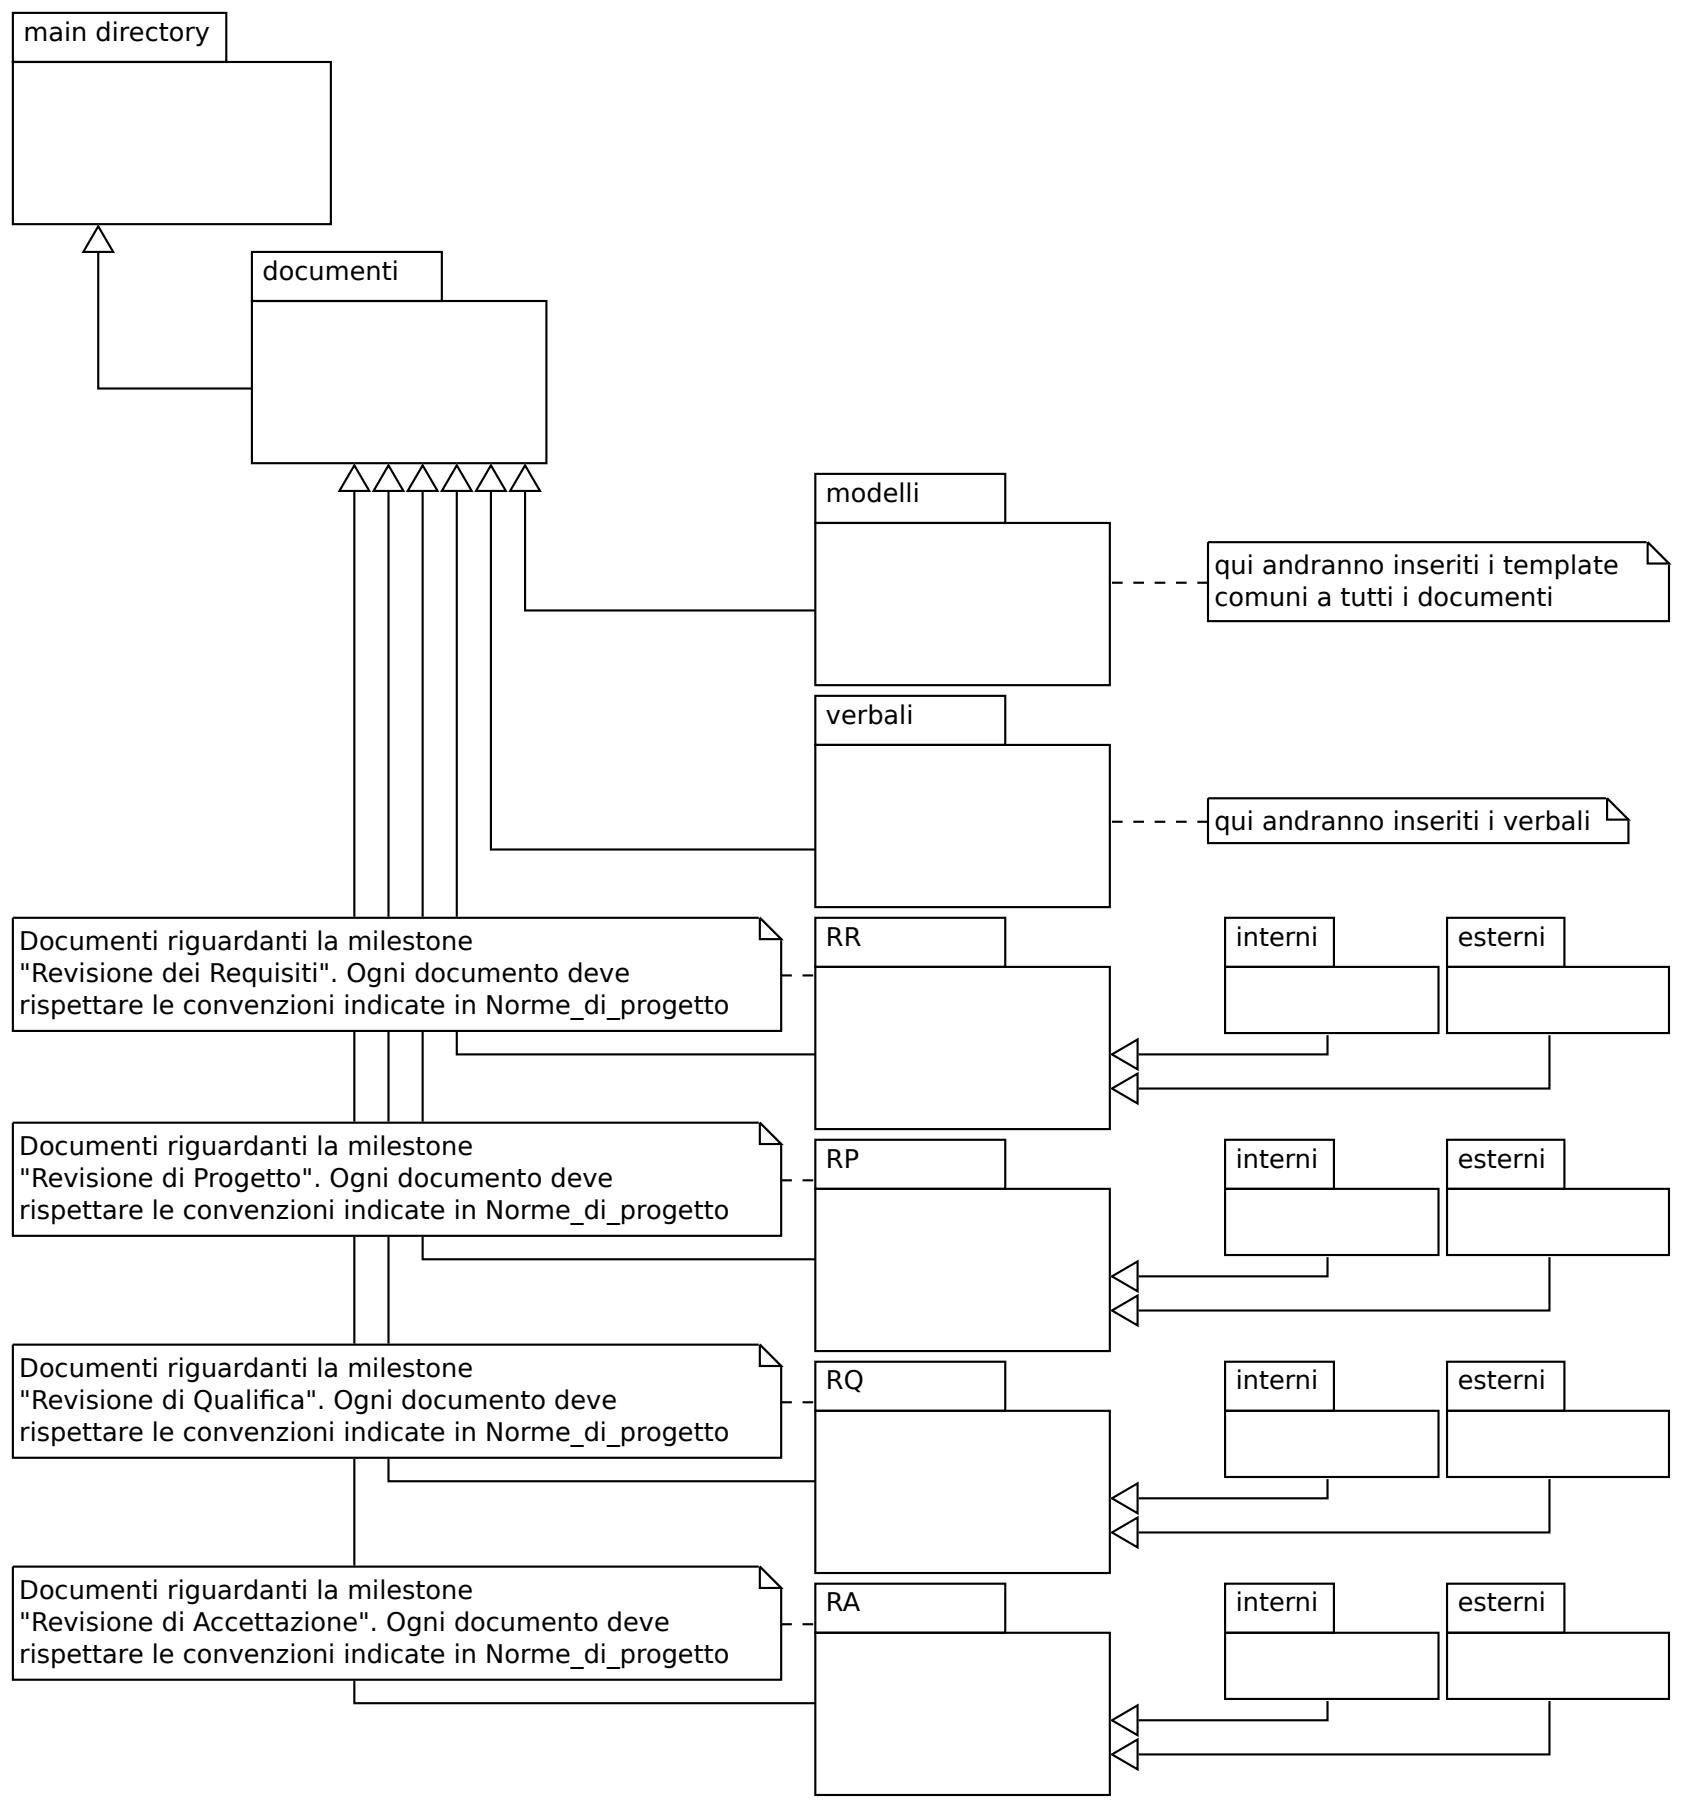 main directory
documenti
modelli
qui andranno inseriti i template
comuni a tutti i documenti
verbali
qui andranno inseriti i verbali
Documenti riguardanti la milestone
"Revisione dei Requisiti". Ogni documento deve
rispettare le convenzioni indicate in Norme_di_progetto
RR
interni
esterni
Documenti riguardanti la milestone
"Revisione di Progetto". Ogni documento deve
rispettare le convenzioni indicate in Norme_di_progetto
RP
interni
esterni
Documenti riguardanti la milestone
"Revisione di Qualifica". Ogni documento deve
rispettare le convenzioni indicate in Norme_di_progetto
RQ
interni
esterni
Documenti riguardanti la milestone
"Revisione di Accettazione". Ogni documento deve
rispettare le convenzioni indicate in Norme_di_progetto
RA
interni
esterni